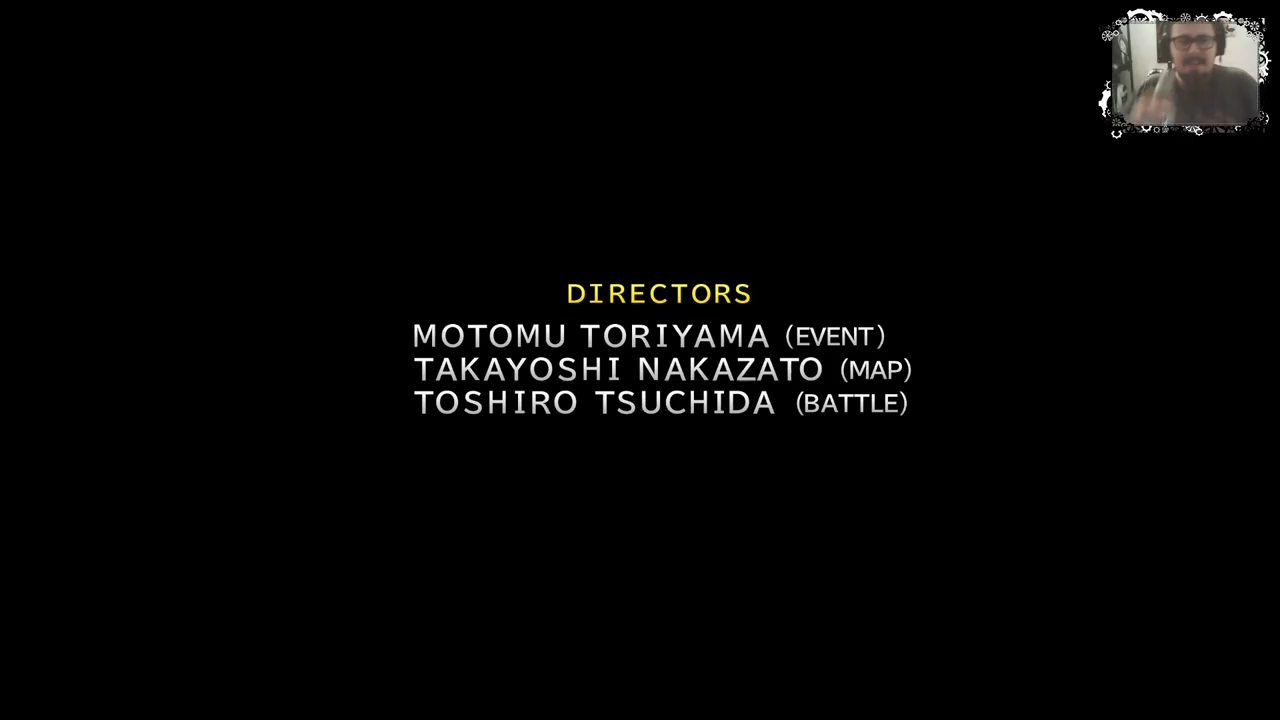 DIRECTORS
MOTOMU TORIYAMA (EVENT)
TAKAYOSHI NAKAZATO (MAP)
TOSHIRO TSUCHIDA (BATTLE)